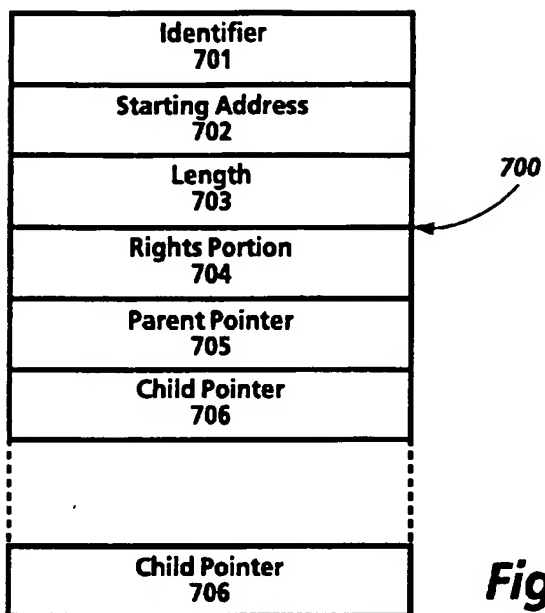 Identifier
701
Starting Address
702
Length
703
700
Rights Portion
704
Parent Pointer
705
Child Pointer
706
Child Pointer
706
Fig